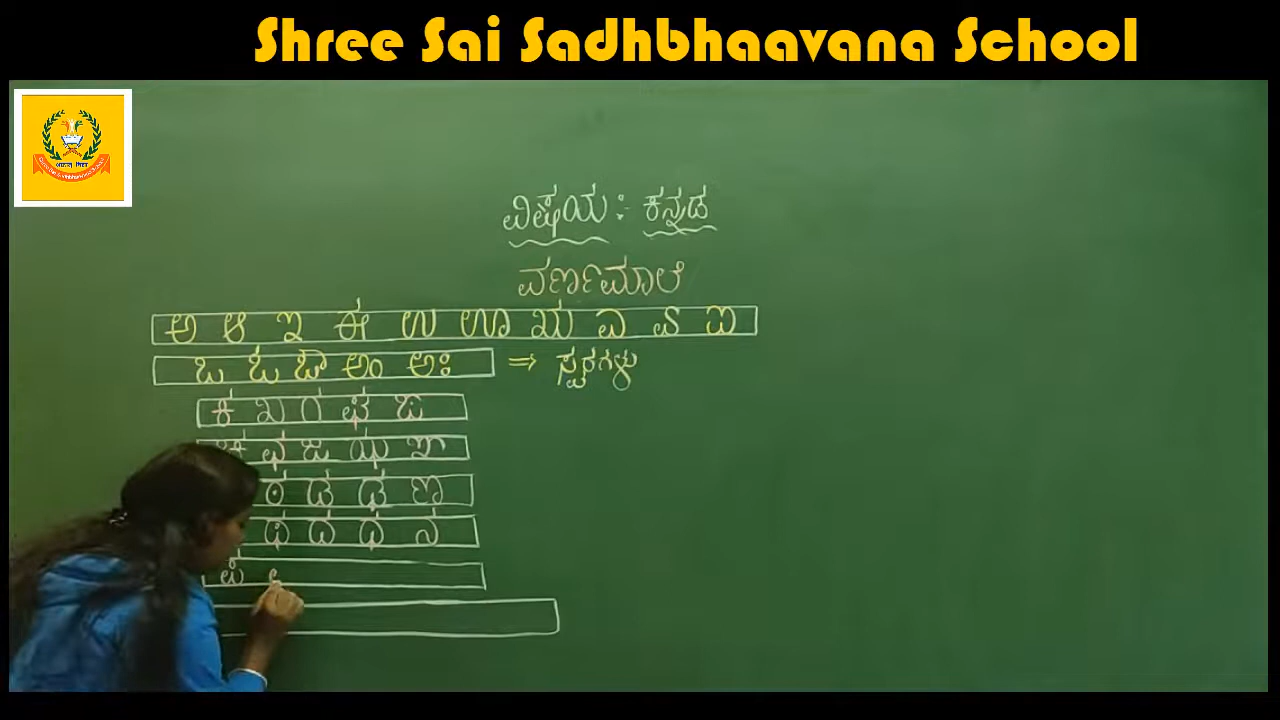 Shree Sai Sadhbhaavana School
ವಿಷಯ : ಕನ್ನಡ
ವರ್ಣಮಾಲೆ
ಅ ಆ ಇ ಈ ಉ ಊ ಋ ಎ ಏ ಐ
ಒ ಓ ಔ ಅಂ ಅಃ ⇒ ಸ್ವರಗಳು
ಕ ಖ ಗ ಘ ಙ
ಚ ಛ ಜ ಝ ಞ
ಠ ಡ ಢ ಣ
ಥ ದ ಧ ನ
ಪ